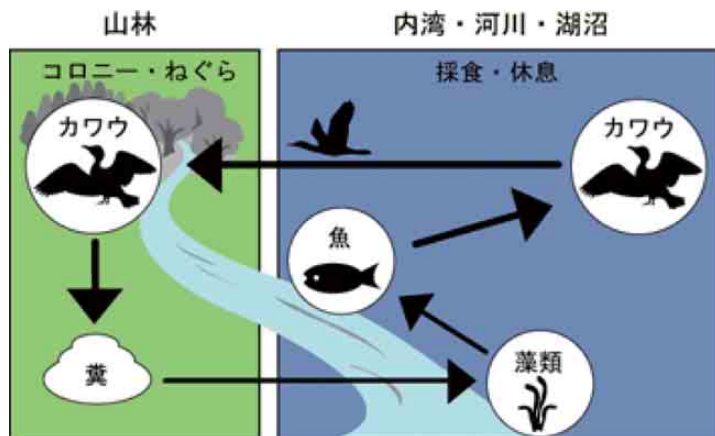 山林
内湾・河川・湖沼
コロニー・ねぐら
採食・休息
カワウ
カワウ
魚
糞
藻類